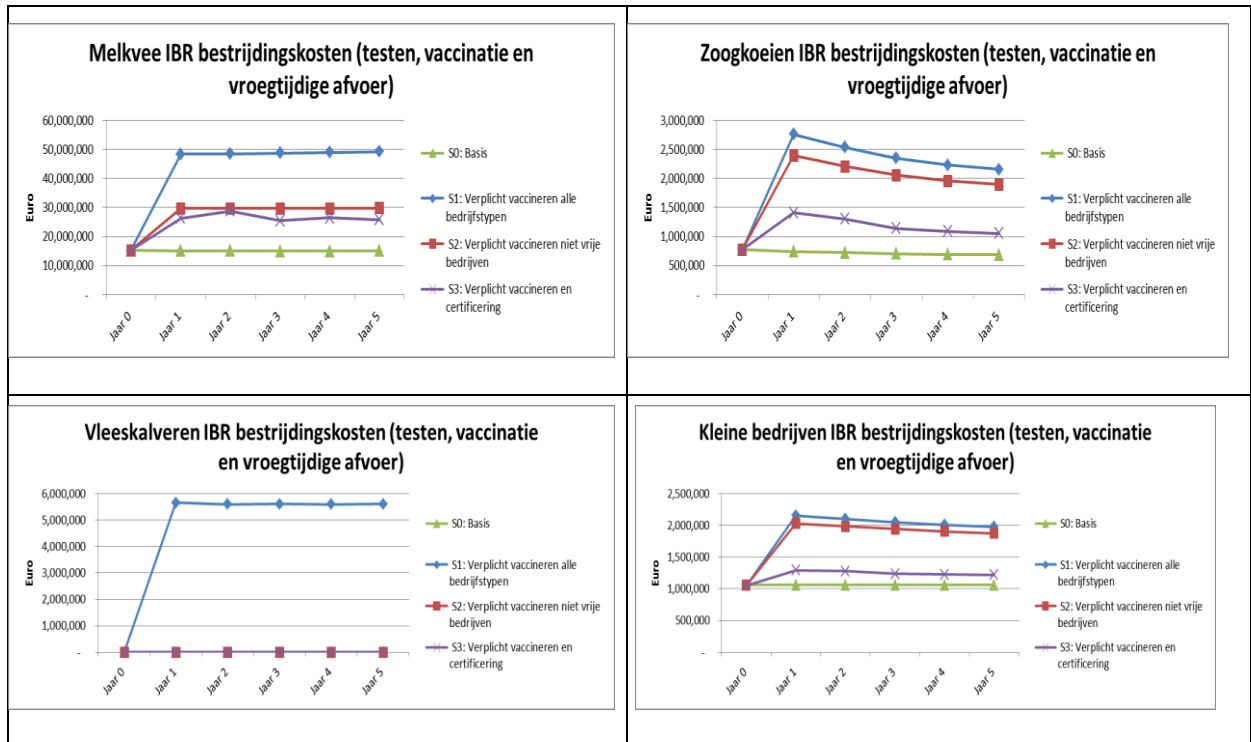 Melkvee IBR bestrijdingskosten (testen, vaccinatie en
vroegtijdige afvoer)
60,000,000
50,000,000
40,000,000
30,000,000
20,000,000
10,000,000
-
Euro
Jaar 0
Jaar 1
Jaar 2
Jaar 3
Jaar 4
Jaar 5
S0: Basis
S1: Verplicht vaccineren alle
bedrijfstypen
S2: Verplicht vaccineren niet vrije
bedrijven
S3: Verplicht vaccineren en
certificering
Zoogkoeien IBR bestrijdingskosten (testen, vaccinatie en
vroegtijdige afvoer)
3,000,000
2,500,000
2,000,000
1,500,000
1,000,000
500,000
-
Euro
Jaar 0
Jaar 1
Jaar 2
Jaar 3
Jaar 4
Jaar 5
S0: Basis
S1: Verplicht vaccineren alle
bedrijfstypen
S2: Verplicht vaccineren niet vrije
bedrijven
S3: Verplicht vaccineren en
certificering
Vleeskalveren IBR bestrijdingskosten (testen, vaccinatie
en vroegtijdige afvoer)
6,000,000
5,000,000
4,000,000
3,000,000
2,000,000
1,000,000
-
Euro
Jaar 0
Jaar 1
Jaar 2
Jaar 3
Jaar 4
Jaar 5
S0: Basis
S1: Verplicht vaccineren alle
bedrijfstypen
S2: Verplicht vaccineren niet vrije
bedrijven
S3: Verplicht vaccineren en
certificering
Kleine bedrijven IBR bestrijdingskosten (testen, vaccinatie
en vroegtijdige afvoer)
2,500,000
2,000,000
1,500,000
1,000,000
500,000
-
Euro
Jaar 0
Jaar 1
Jaar 2
Jaar 3
Jaar 4
Jaar 5
S0: Basis
S1: Verplicht vaccineren alle
bedrijfstypen
S2: Verplicht vaccineren niet vrije
bedrijven
S3: Verplicht vaccineren en
certificering